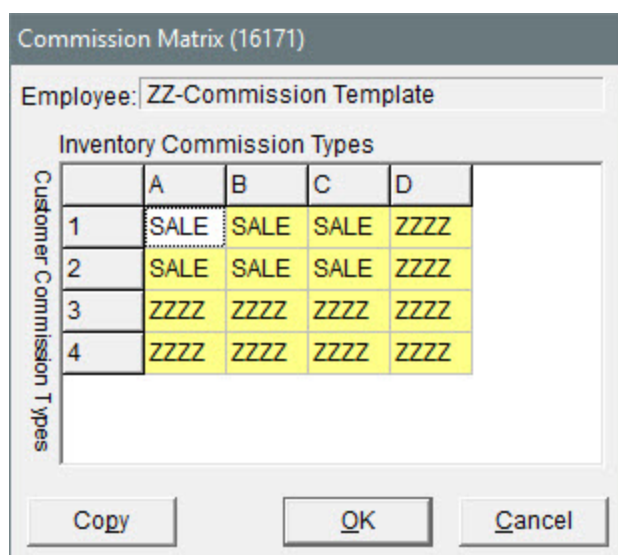 Commission Matrix (16171)
Employee: ZZ-Commission Template
Inventory Commission Types
Customer Commission Types
A B C D
1 SALE SALE SALE ZZZZ
2 SALE SALE SALE ZZZZ
3 ZZZZ ZZZZ ZZZZ ZZZZ
4 ZZZZ ZZZZ ZZZZ ZZZZ
Copy OK Cancel